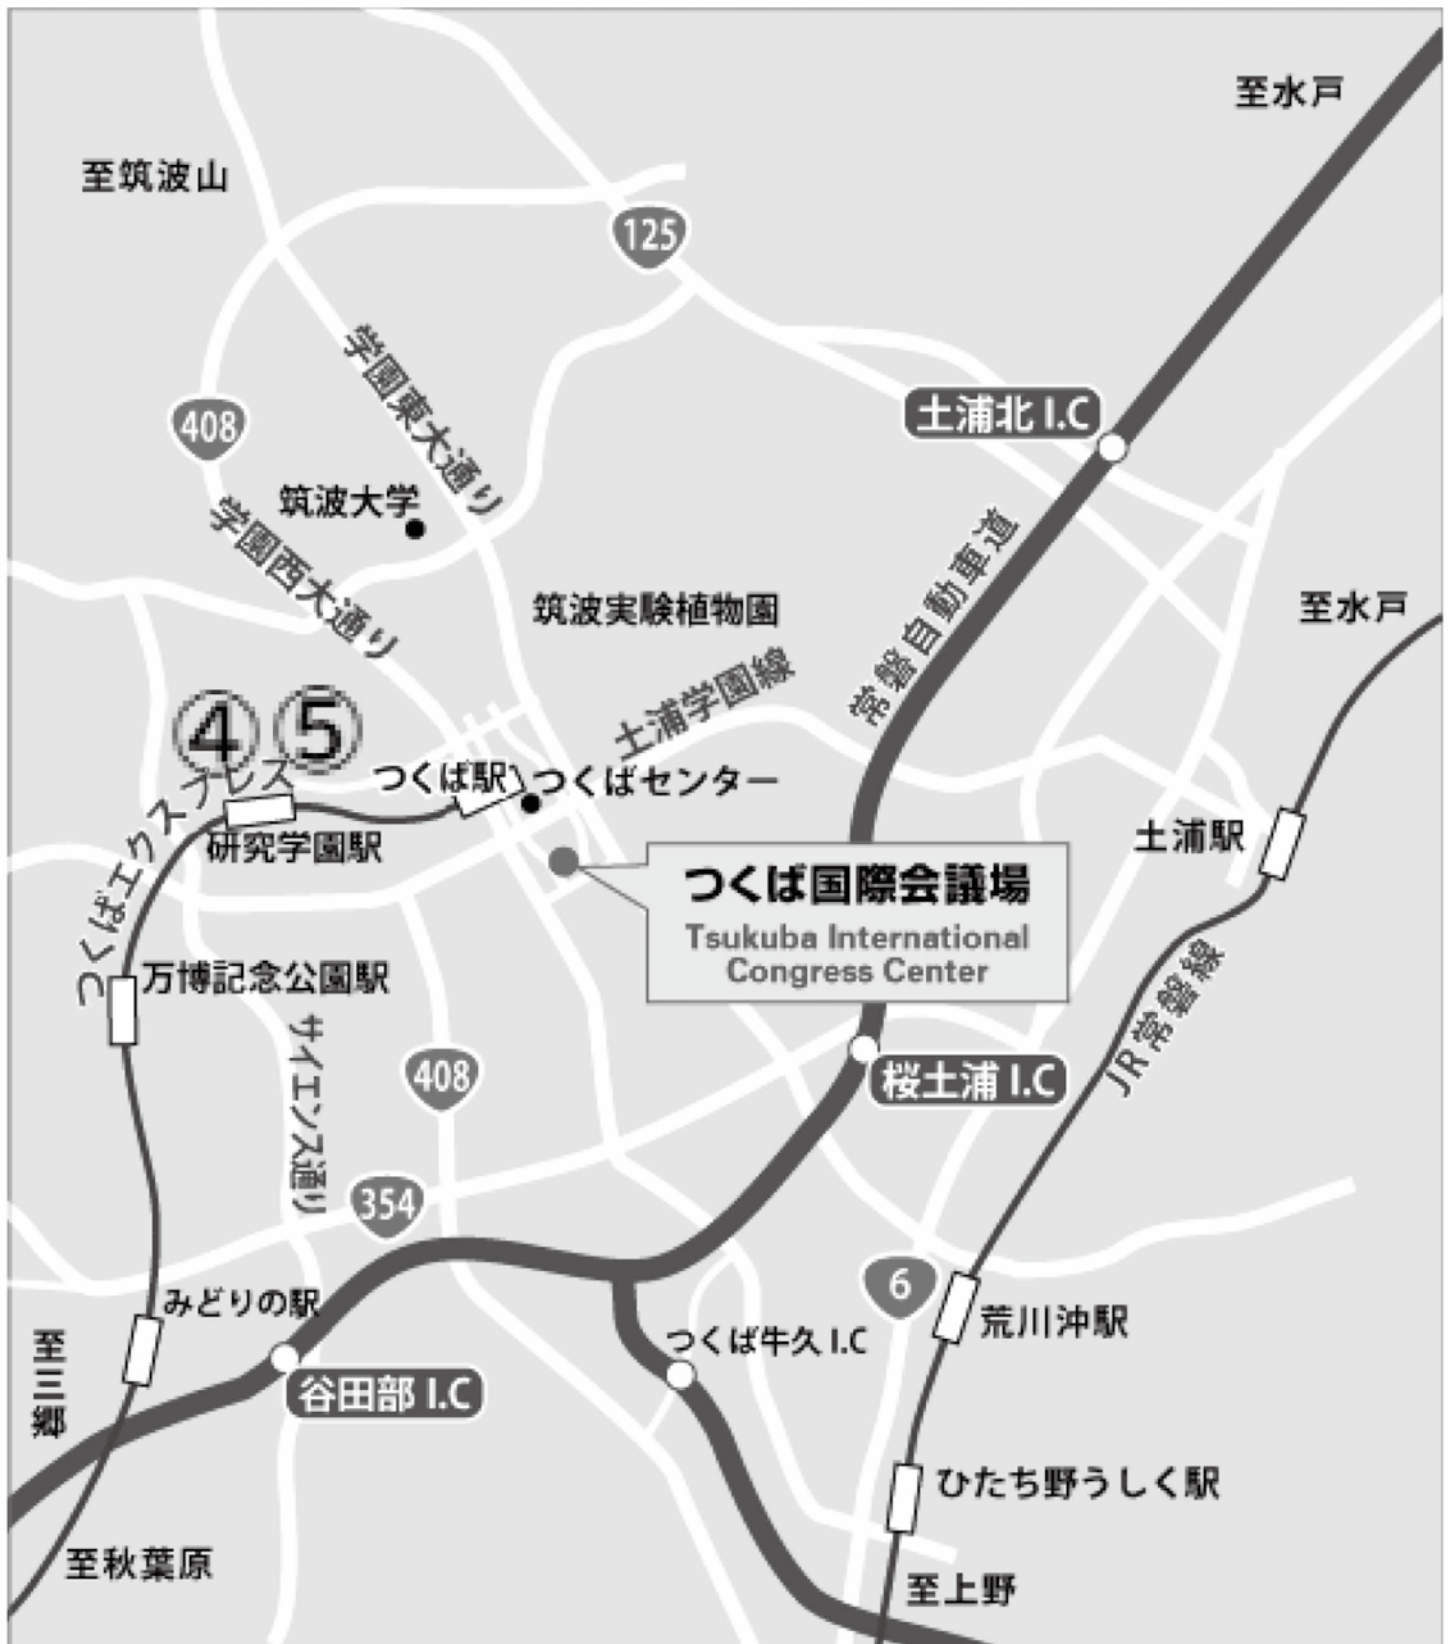 至水戸
至筑波山
125
学園東大通り
土浦北 I.C
408
筑波大学
学園西大通り
常磐自動車道
筑波実験植物園
至水戸
土浦学園線
④ ⑤
つくば駅
つくばセンター
つくばエクスプレス
研究学園駅
土浦駅
つくば国際会議場
Tsukuba International
Congress Center
万博記念公園駅
JR常磐線
サイエンス通り
408
桜土浦 I.C
354
6
みどりの駅
荒川沖駅
つくば牛久 I.C
至三郷
谷田部 I.C
ひたち野うしく駅
至秋葉原
至上野